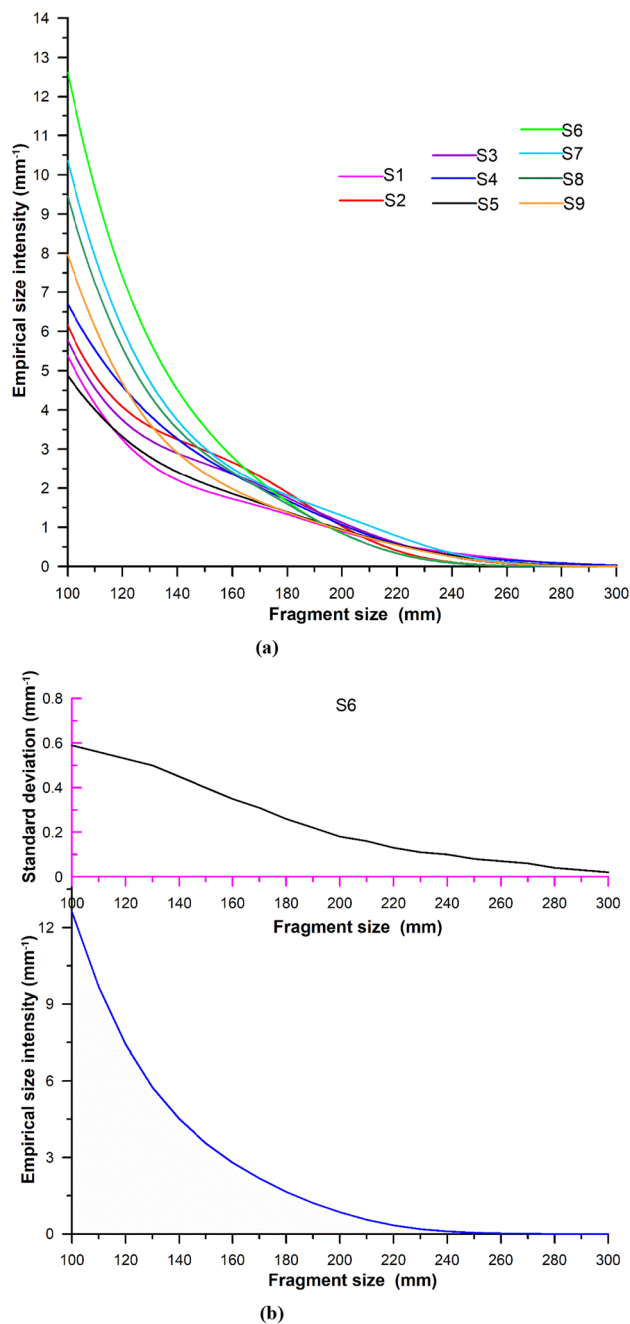 14
13
12
11
10
9
8
7
6
5
4
3
2
1
0
Empirical size intensity (mm⁻¹)
S1
S2
S3
S4
S5
S6
S7
S8
S9
100 120 140 160 180 200 220 240 260 280 300
Fragment size (mm)
(a)
S6
0.8
0.6
0.4
0.2
0
Standard deviation (mm⁻¹)
100 120 140 160 180 200 220 240 260 280 300
Fragment size (mm)
12
9
6
3
0
Empirical size intensity (mm⁻¹)
100 120 140 160 180 200 220 240 260 280 300
Fragment size (mm)
(b)